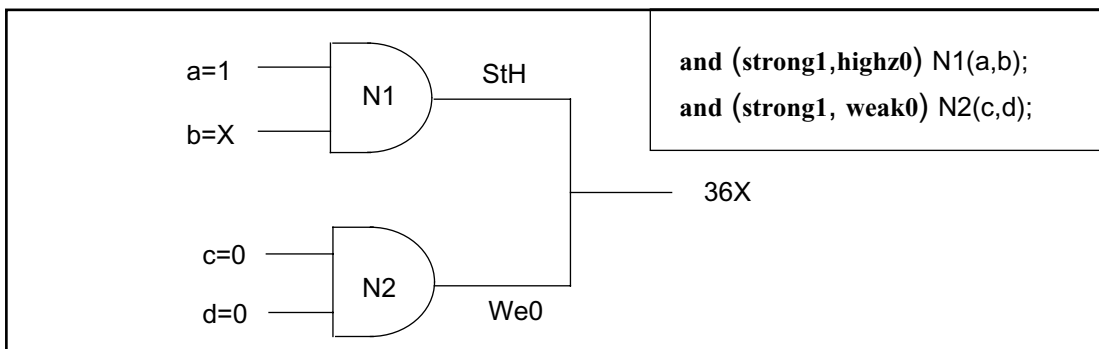 a=1
b=X
N1
StH
and (strong1,highz0) N1(a,b);
and (strong1, weak0) N2(c,d);
36X
c=0
d=0
N2
We0